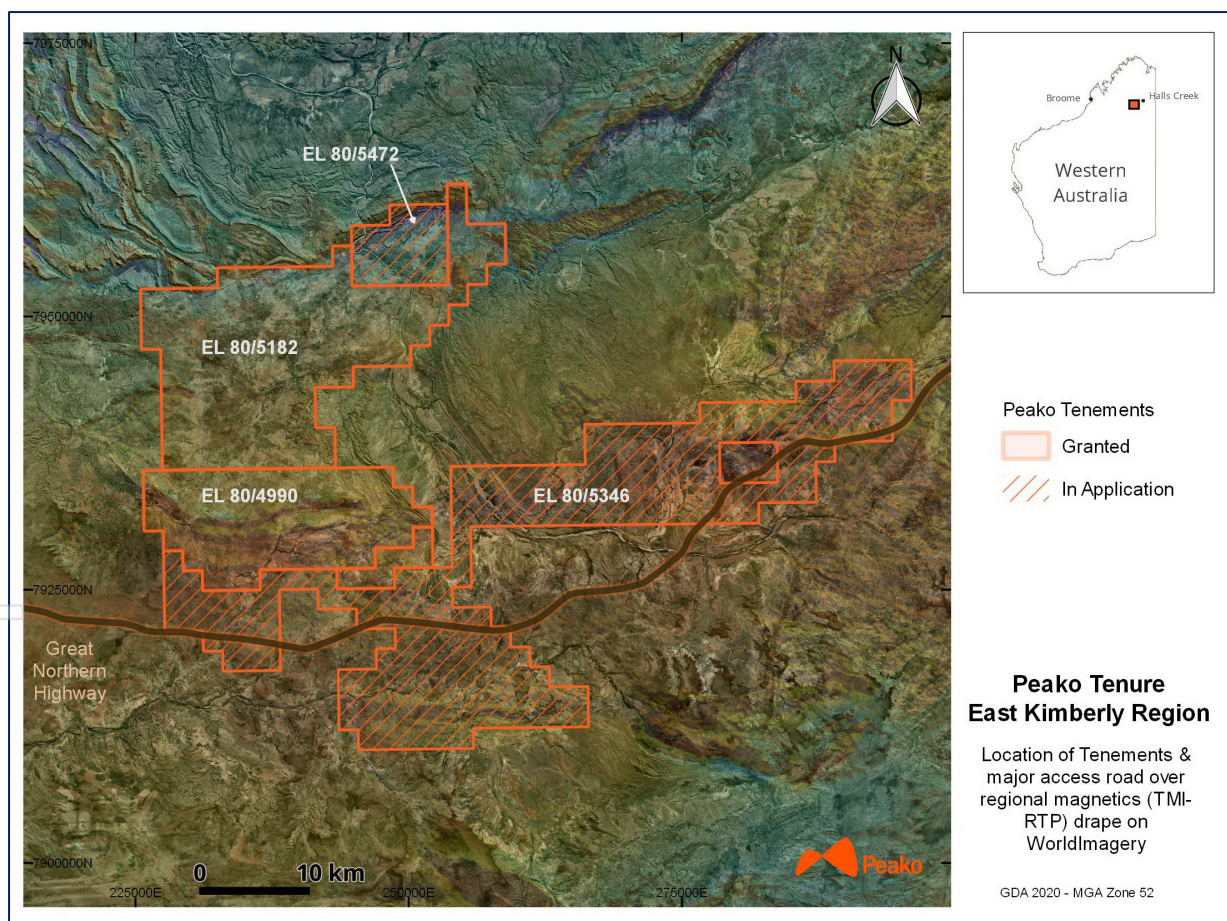 7975000N
N
EL 80/5472
7950000N
EL 80/5182
EL 80/4990
EL 80/5346
7925000N
Great
Northern
Highway
7900000N
0 10 km
225000E
250000E
275000E
Peako
Broome
Halls Creek
Western
Australia
Peako Tenements
Granted
In Application
Peako Tenure
East Kimberly Region
Location of Tenements &
major access road over
regional magnetics (TMI-
RTP) drape on
WorldImagery
GDA 2020 - MGA Zone 52